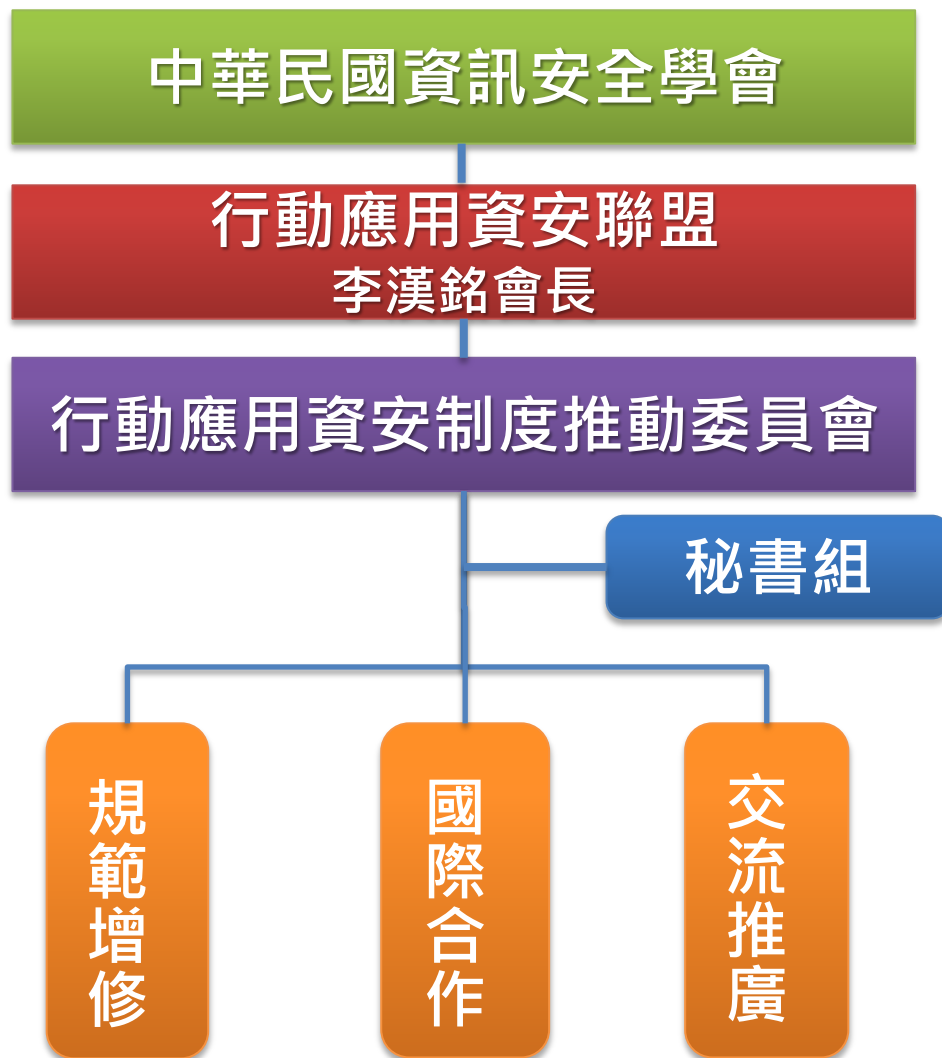 中華民國資訊安全學會
行動應用資安聯盟
李漢銘會長
行動應用資安制度推動委員會
秘書組
規範增修
國際合作
交流推廣